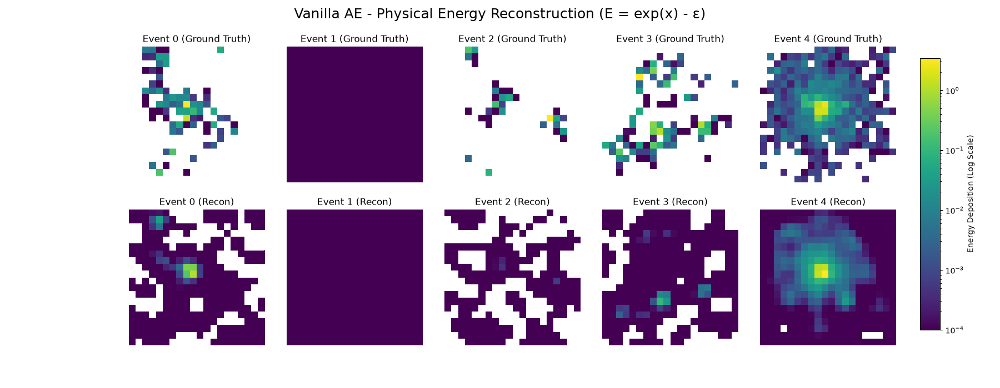 Vanilla AE - Physical Energy Reconstruction (E = exp(x) - ε)
Event 0 (Ground Truth)
Event 1 (Ground Truth)
Event 2 (Ground Truth)
Event 3 (Ground Truth)
Event 4 (Ground Truth)
Event 0 (Recon)
Event 1 (Recon)
Event 2 (Recon)
Event 3 (Recon)
Event 4 (Recon)
10⁰
10⁻¹
10⁻²
10⁻³
10⁻⁴
Energy Deposition (Log Scale)